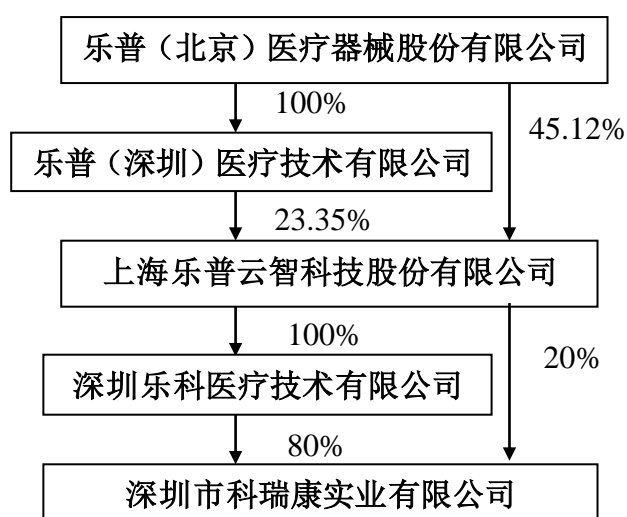 乐普（北京）医疗器械股份有限公司
100%
45.12%
乐普（深圳）医疗技术有限公司
23.35%
上海乐普云智科技股份有限公司
100%
20%
深圳乐科医疗技术有限公司
80%
深圳市科瑞康实业有限公司